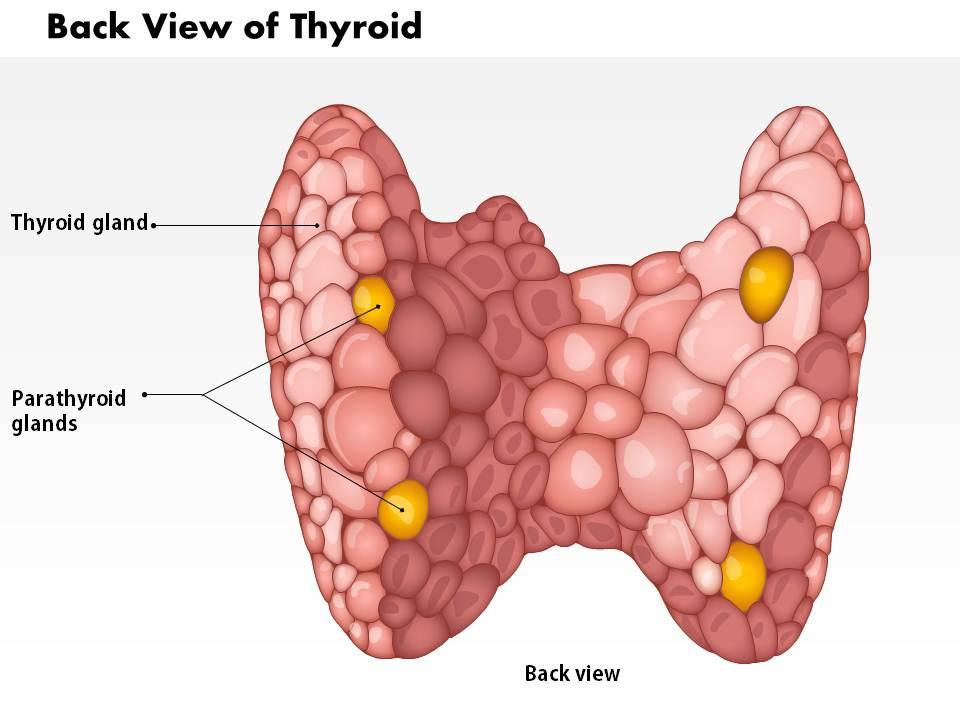 Back View of Thyroid
Thyroid gland
Parathyroid
glands
Back view